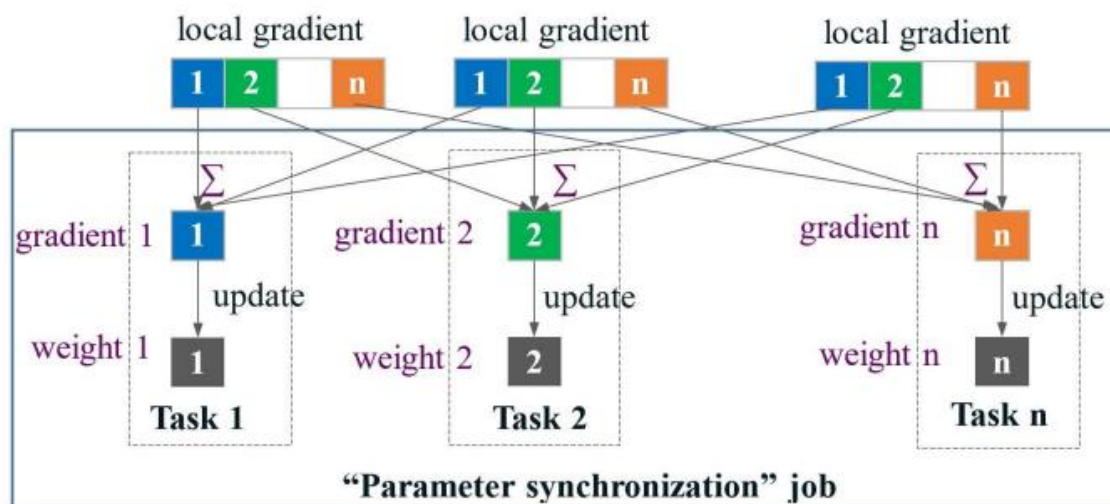 local gradient local gradient local gradient
1 2 n 1 2 n 1 2 n
∑ ∑ ∑
gradient 1 1 gradient 2 2 gradient n n
update update update
weight 1 1 weight 2 2 weight n n
Task 1 Task 2 Task n
“Parameter synchronization” job